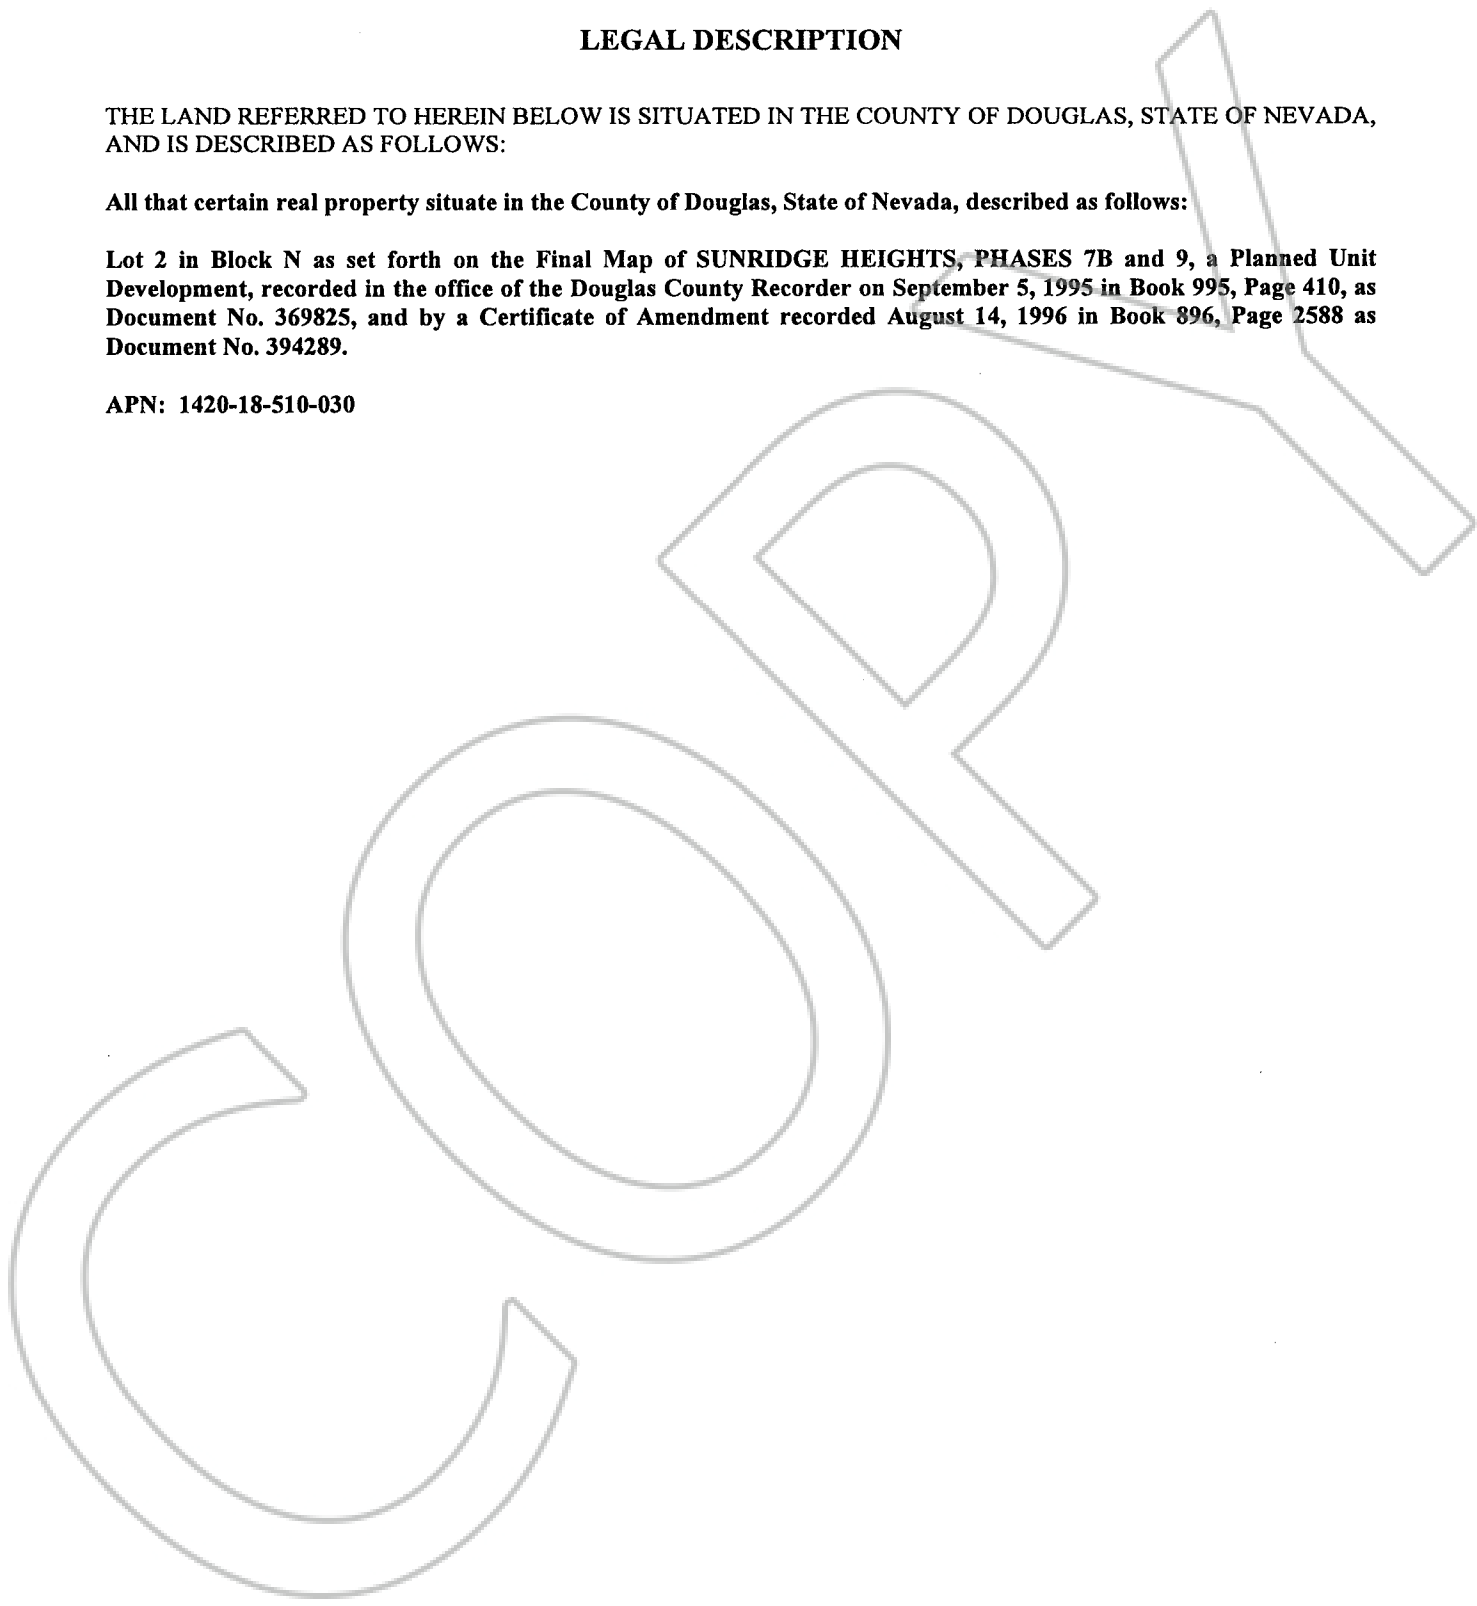 LEGAL DESCRIPTION
THE LAND REFERRED TO HEREIN BELOW IS SITUATED IN THE COUNTY OF DOUGLAS, STATE OF NEVADA,
AND IS DESCRIBED AS FOLLOWS:
All that certain real property situate in the County of Douglas, State of Nevada, described as follows:
Lot 2 in Block N as set forth on the Final Map of SUNRIDGE HEIGHTS, PHASES 7B and 9, a Planned Unit
Development, recorded in the office of the Douglas County Recorder on September 5, 1995 in Book 995, Page 410, as
Document No. 369825, and by a Certificate of Amendment recorded August 14, 1996 in Book 896, Page 2588 as
Document No. 394289.
APN: 1420-18-510-030
COPY